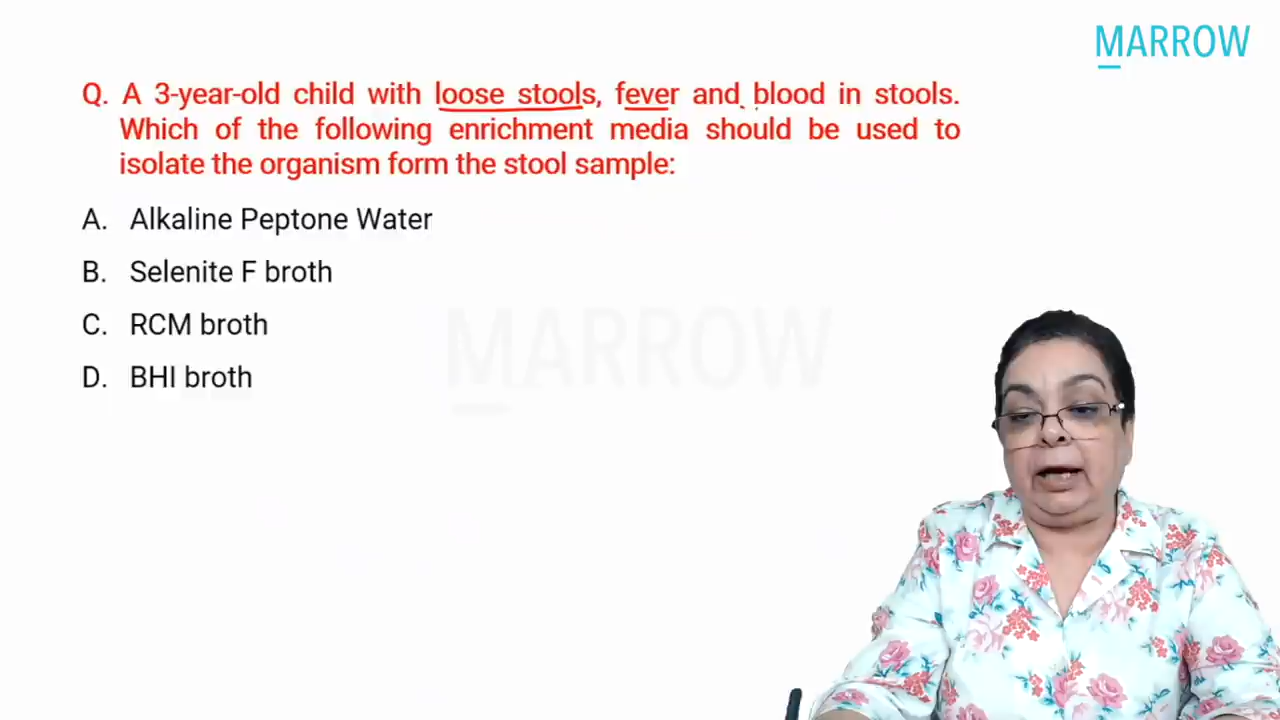 MARROW
Q. A 3-year-old child with loose stools, fever and blood in stools.
Which of the following enrichment media should be used to
isolate the organism form the stool sample:
A. Alkaline Peptone Water
B. Selenite F broth
C. RCM broth
D. BHI broth
MARROW